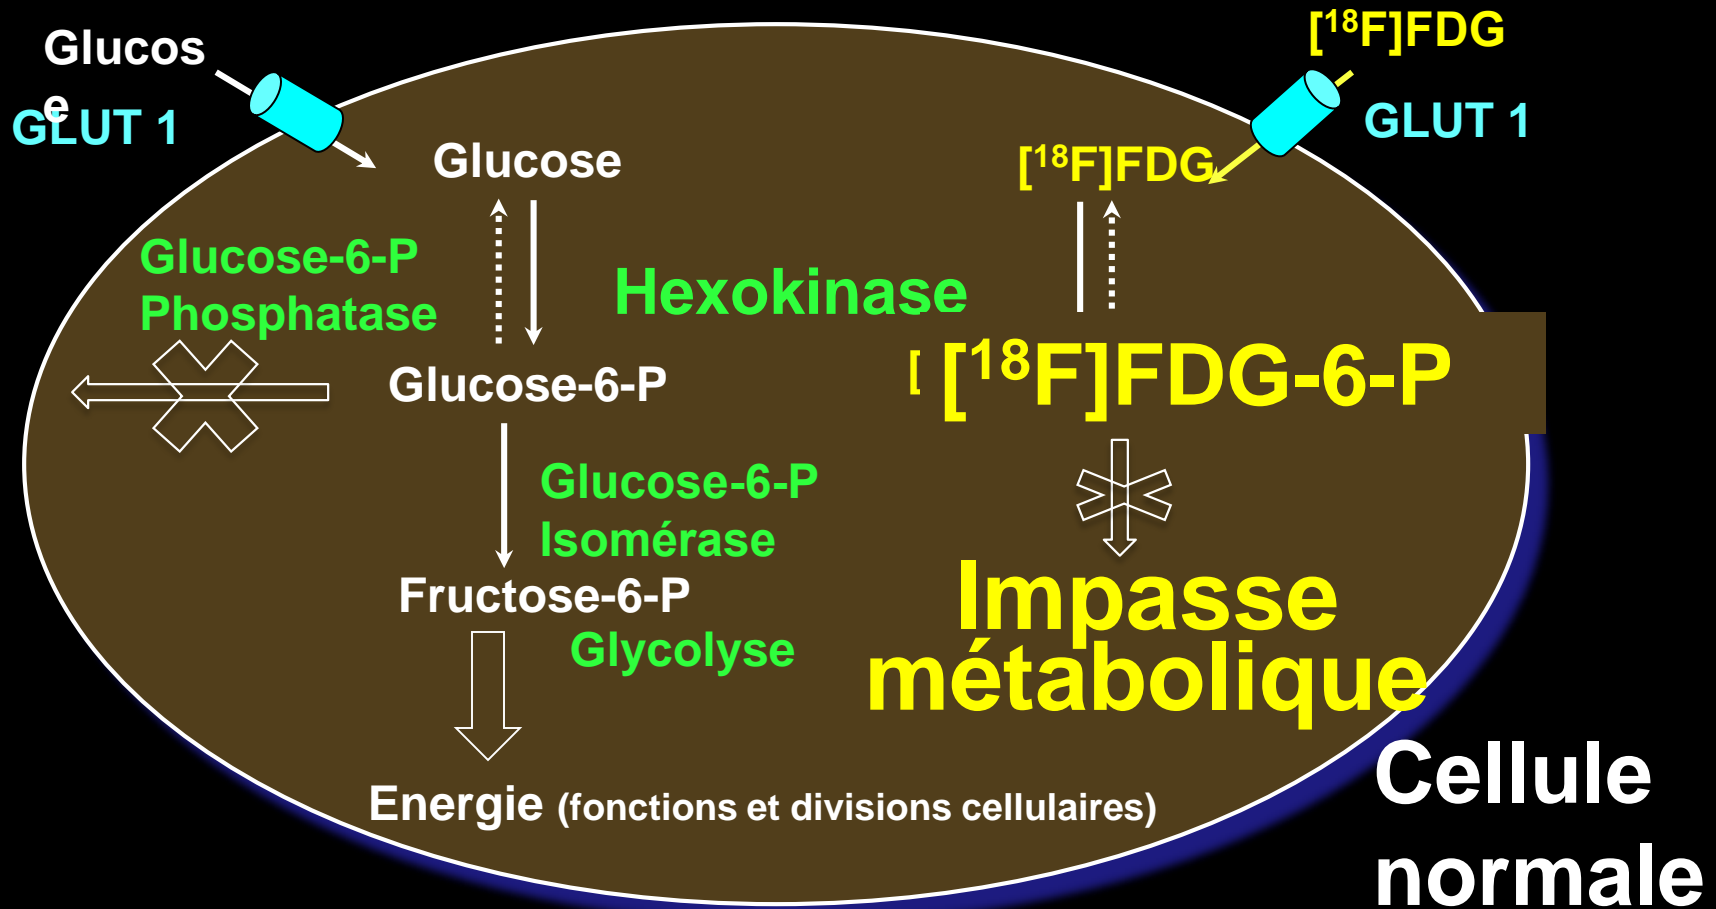 Glucos
e
GLUT 1
[18F]FDG
GLUT 1
Glucose
[18F]FDG
Glucose-6-P
Phosphatase
Hexokinase
Glucose-6-P
[ [18F]FDG-6-P
Glucose-6-P
Isomérase
Fructose-6-P
Glycolyse
Impasse
métabolique
Energie (fonctions et divisions cellulaires)
Cellule
normale